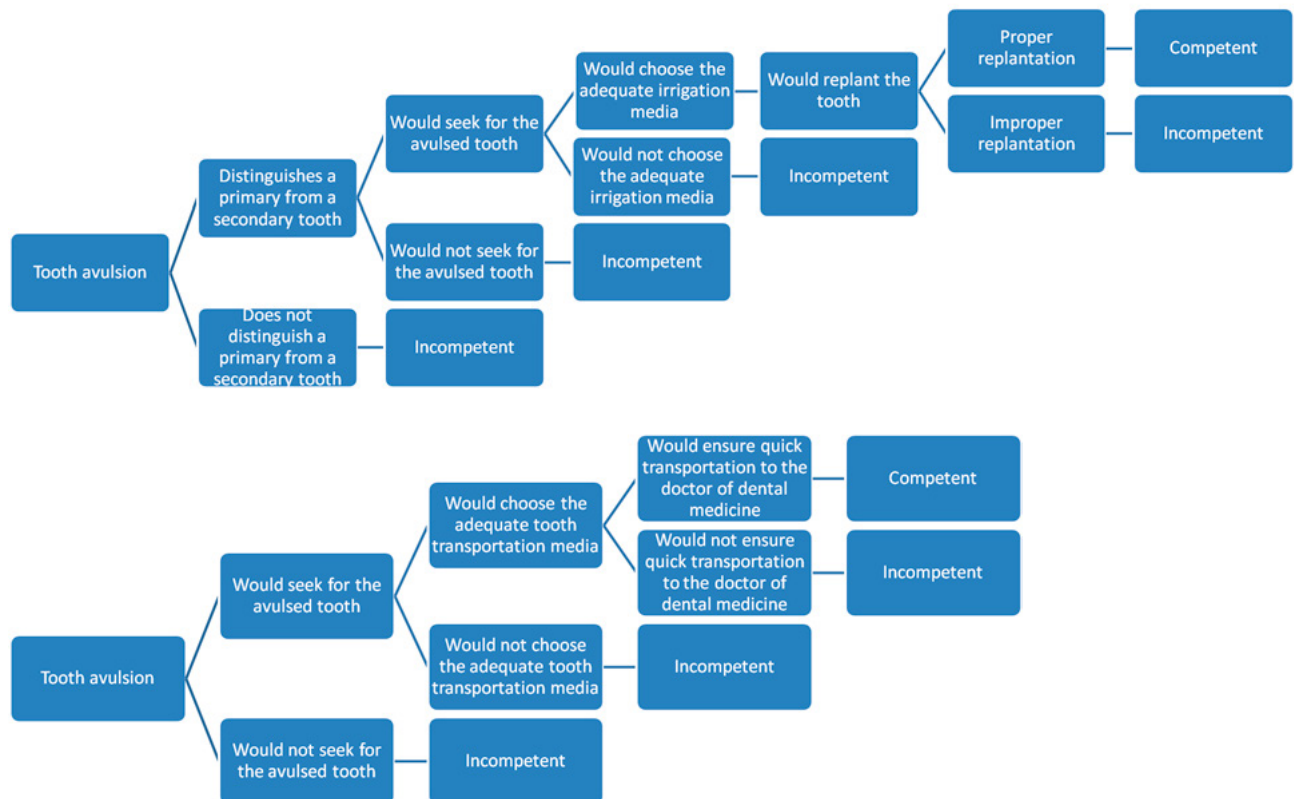 Tooth avulsion
Distinguishes a
primary from a
secondary tooth
Does not
distinguish a
primary from a
secondary tooth
Would seek for the
avulsed tooth
Would not seek for
the avulsed tooth
Incompetent
Would choose the
adequate irrigation
media
Would not choose
the adequate
irrigation media
Incompetent
Would replant the
tooth
Incompetent
Proper
replantation
Improper
replantation
Competent
Incompetent
Tooth avulsion
Would seek for the
avulsed tooth
Would not seek for
the avulsed tooth
Would choose the
adequate tooth
transportation media
Would not choose
the adequate tooth
transportation media
Incompetent
Would ensure quick
transportation to the
doctor of dental
medicine
Would not ensure
quick transportation
to the doctor of
dental medicine
Incompetent
Competent
Incompetent